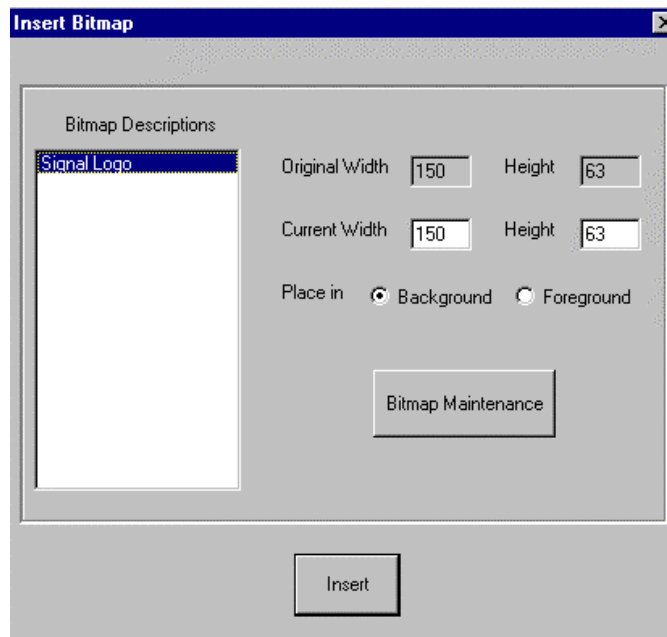 Insert Bitmap
Bitmap Descriptions
Signal Logo
Original Width 150 Height 63
Current Width 150 Height 63
Place in Background Foreground
Bitmap Maintenance
Insert